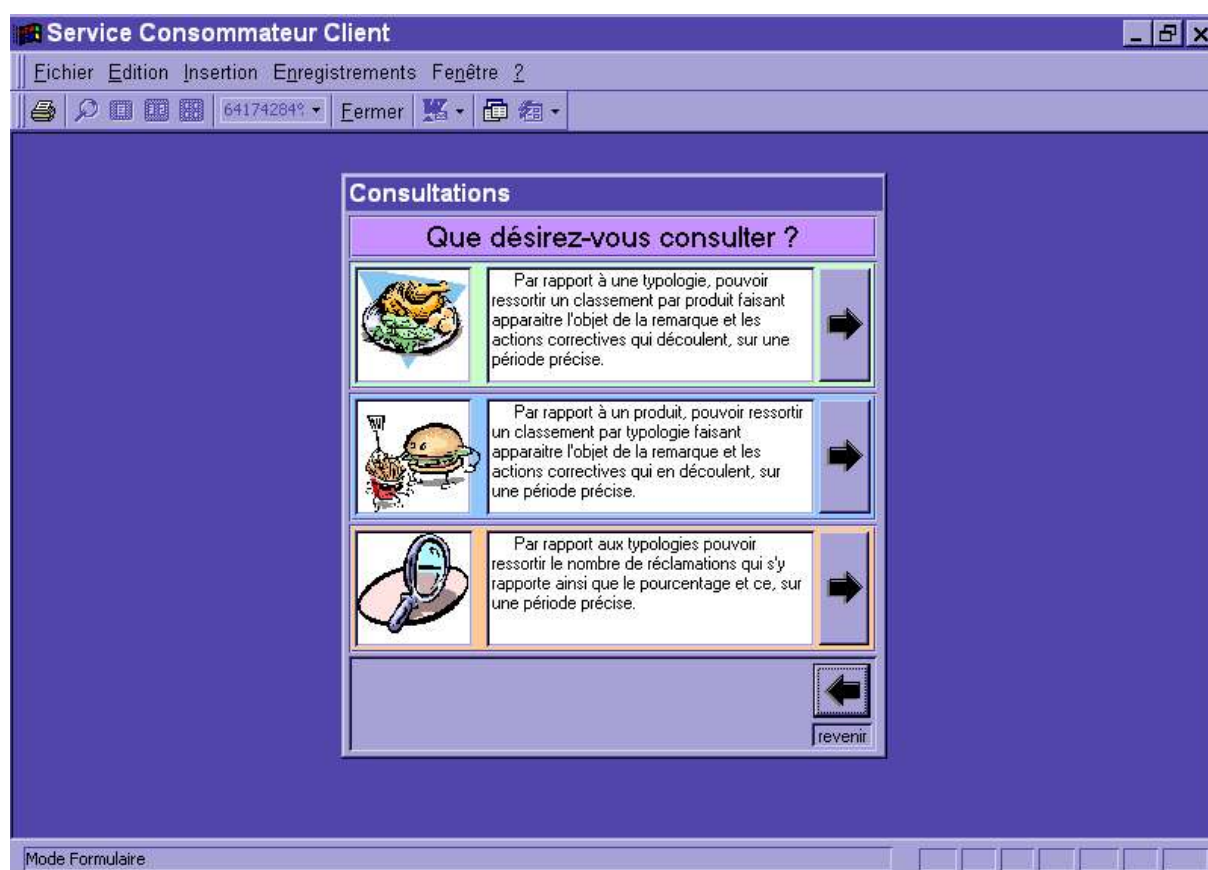 Service Consommateur Client
Fichier Edition Insertion Enregistrements Fenêtre ?
64174284% Fermer
Consultations
Que désirez-vous consulter ?
Par rapport à une typologie, pouvoir
ressortir un classement par produit faisant
apparaitre l'objet de la remarque et les
actions correctives qui découlent, sur une
période précise.
Par rapport à un produit, pouvoir ressortir
un classement par typologie faisant
apparaitre l'objet de la remarque et les
actions correctives qui en découlent, sur
une période précise.
Par rapport aux typologies pouvoir
ressortir le nombre de réclamations qui s'y
rapporte ainsi que le pourcentage et ce, sur
une période précise.
revenir
Mode Formulaire